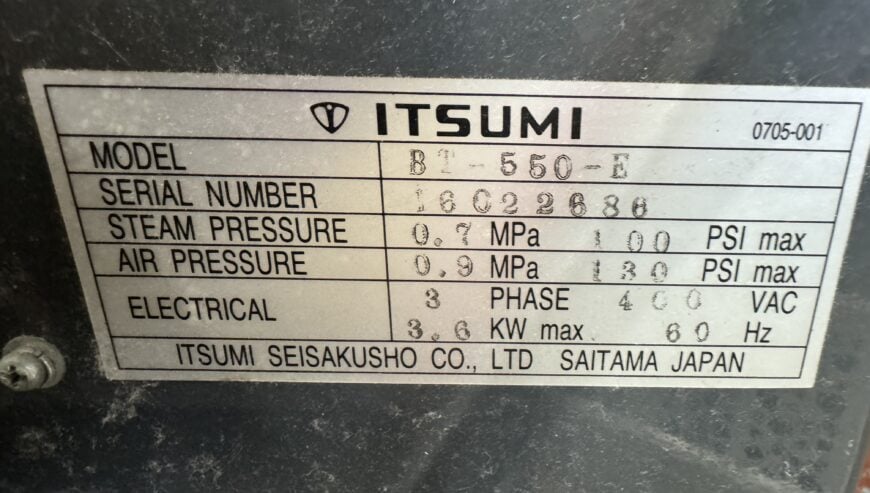 ITSUMI
0705-001
MODEL BT-550-E
SERIAL NUMBER 16022686
STEAM PRESSURE 0.7 MPa 100 PSI max
AIR PRESSURE 0.9 MPa 130 PSI max
ELECTRICAL 3 PHASE 400 VAC
3.6 KW max. 60 Hz
ITSUMI SEISAKUSHO CO., LTD SAITAMA JAPAN